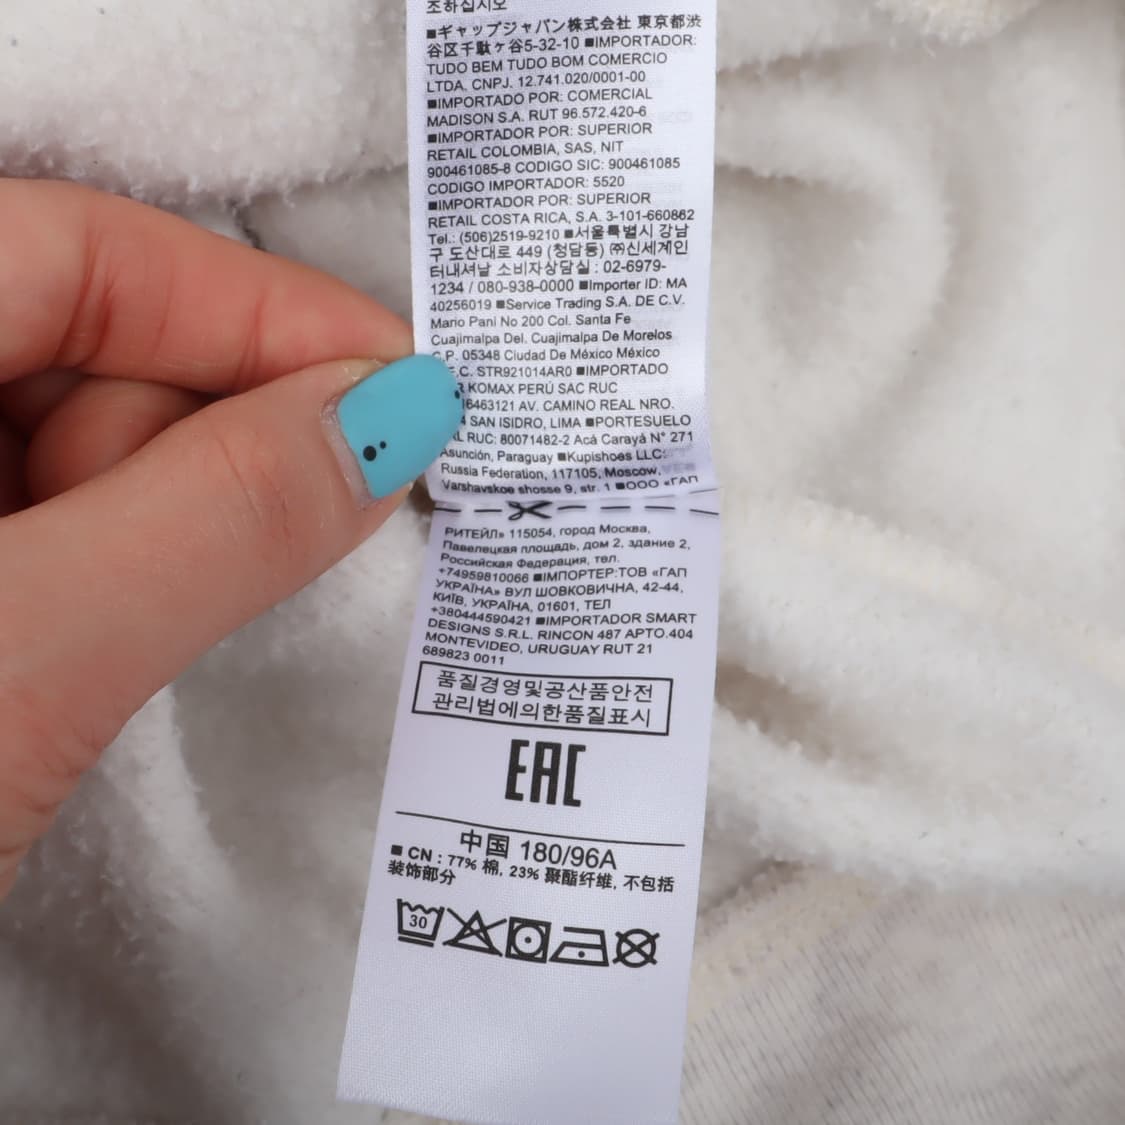 조하십시오
■ギャップジャパン株式会社 東京都渋
谷区千駄ヶ谷5-32-10 ■IMPORTADOR:
TUDO BEM TUDO BOM COMERCIO
LTDA. CNPJ. 12.741.020/0001-00
■IMPORTADO POR: COMERCIAL
MADISON S.A. RUT 96.572.420-6
■IMPORTADOR POR: SUPERIOR
RETAIL COLOMBIA, SAS, NIT
900461085-8 CODIGO SIC: 900461085
CODIGO IMPORTADOR: 5520
■IMPORTADOR POR: SUPERIOR
RETAIL COSTA RICA, S.A. 3-101-660862
Tel.: (506)2519-9210 ■서울특별시 강남
구 도산대로 449 (청담동) ㈜신세계인
터내셔날 소비자상담실 : 02-6979-
1234 / 080-938-0000 ■Importer ID: MA
40256019 ■Service Trading S.A. DE C.V.
Mario Pani No 200 Col. Santa Fe
Cuajimalpa Del. Cuajimalpa De Morelos
C.P. 05348 Ciudad De México México
STR921014AR0 ■IMPORTADO
KOMAX PERÚ SAC RUC
6463121 AV. CAMINO REAL NRO.
SAN ISIDRO, LIMA ■PORTESUELO
RUC: 80071482-2 Acá Carayá N° 271
Asunción, Paraguay ■Kupishoes LLC:
Russia Federation, 117105, Moscow,
Varshavskoe shosse 9, str. 1 ■ООО «ГАП
РИТЕЙЛ» 115054, город Москва,
Павелецкая площадь, дом 2, здание 2,
Российская Федерация, тел.
+74959810066 ■ІМПОРТЕР:ТОВ «ГАП
УКРАЇНА» ВУЛ ШОВКОВИЧНА, 42-44,
КИЇВ, УКРАЇНА, 01601, ТЕЛ
+380444590421 ■IMPORTADOR SMART
DESIGNS S.R.L. RINCON 487 APTO.404
MONTEVIDEO, URUGUAY RUT 21
689823 0011
품질경영및공산품안전
관리법에의한품질표시
EAC
中国 180/96A
■ CN : 77% 棉, 23% 聚酯纤维, 不包括
装饰部分
30